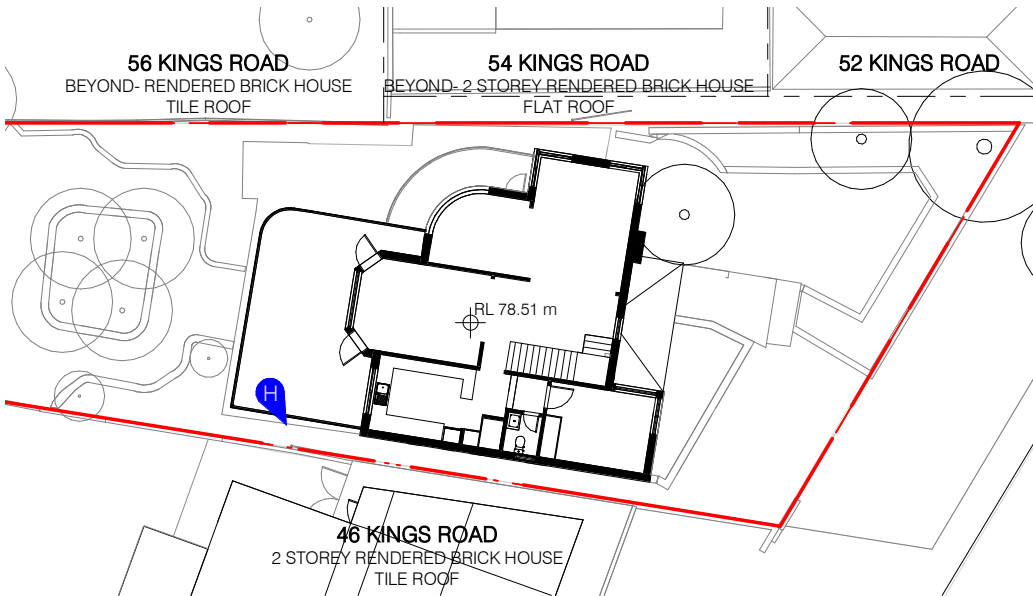 56 KINGS ROAD
BEYOND- RENDERED BRICK HOUSE
TILE ROOF
54 KINGS ROAD
BEYOND- 2 STOREY RENDERED BRICK HOUSE
FLAT ROOF
52 KINGS ROAD
RL 78.51 m
H
46 KINGS ROAD
2 STOREY RENDERED BRICK HOUSE
TILE ROOF